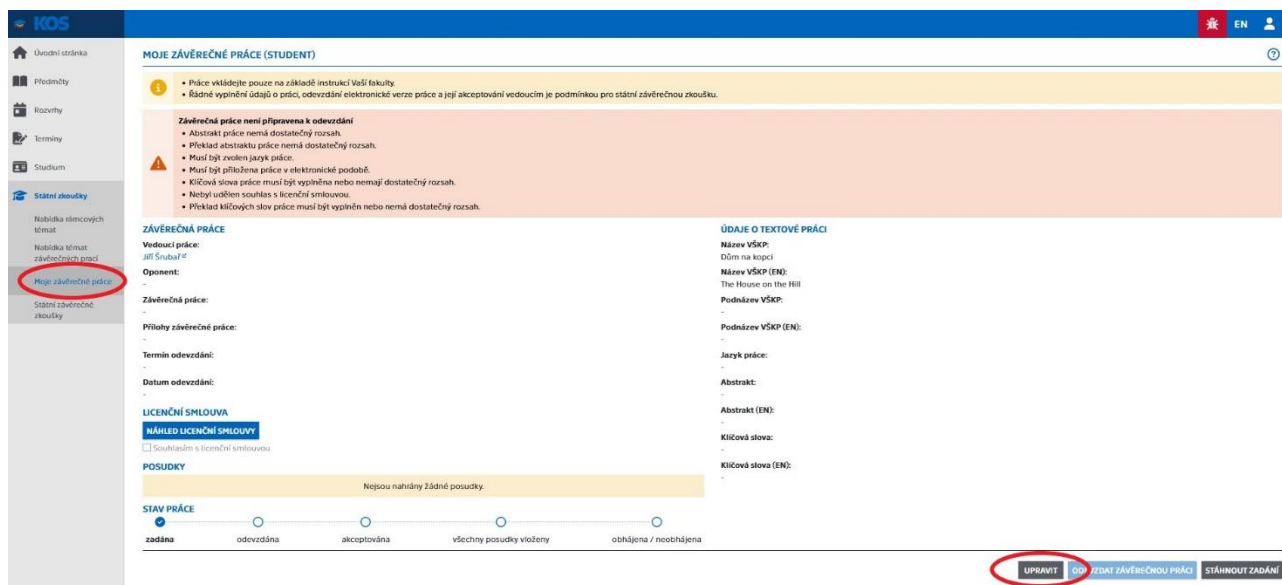 KOS
EN
Úvodní stránka
Předměty
Rozvrhy
Termíny
Studium
Státní zkoušky
Nabídka rámcových
témat
Nabídka témat
závěrečných prací
Moje závěrečné práce
Státní závěrečné
zkoušky
MOJE ZÁVĚREČNÉ PRÁCE (STUDENT)
• Práce vkládejte pouze na základě instrukcí Vaší fakulty.
• Řádné vyplnění údajů o práci, odevzdání elektronické verze práce a její akceptování vedoucím je podmínkou pro státní závěrečnou zkoušku.
Závěrečná práce není připravena k odevzdání
• Abstrakt práce nemá dostatečný rozsah.
• Překlad abstraktu práce nemá dostatečný rozsah.
• Musí být zvolen jazyk práce.
• Musí být přiložena práce v elektronické podobě.
• Klíčová slova práce musí být vyplněna nebo nemají dostatečný rozsah.
• Nebyl udělen souhlas s licenční smlouvou.
• Překlad klíčových slov práce musí být vyplněn nebo nemá dostatečný rozsah.
ZÁVĚREČNÁ PRÁCE
Vedoucí práce:
Jiří Šrubař
Oponent:
-
Závěrečná práce:
-
Přílohy závěrečné práce:
-
Termín odevzdání:
-
Datum odevzdání:
-
LICENČNÍ SMLOUVA
NÁHLED LICENČNÍ SMLOUVY
Souhlasím s licenční smlouvou
POSUDKY
Nejsou nahrány žádné posudky.
STAV PRÁCE
zadána odevzdána akceptována všechny posudky vloženy obhájena / neobhájena
ÚDAJE O TEXTOVÉ PRÁCI
Název VŠKP:
Dům na kopci
Název VŠKP (EN):
The House on the Hill
Podnázev VŠKP:
-
Podnázev VŠKP (EN):
-
Jazyk práce:
-
Abstrakt:
-
Abstrakt (EN):
-
Klíčová slova:
-
Klíčová slova (EN):
-
UPRAVIT ODEVZDAT ZÁVĚREČNOU PRÁCI STÁHNOUT ZADÁNÍ